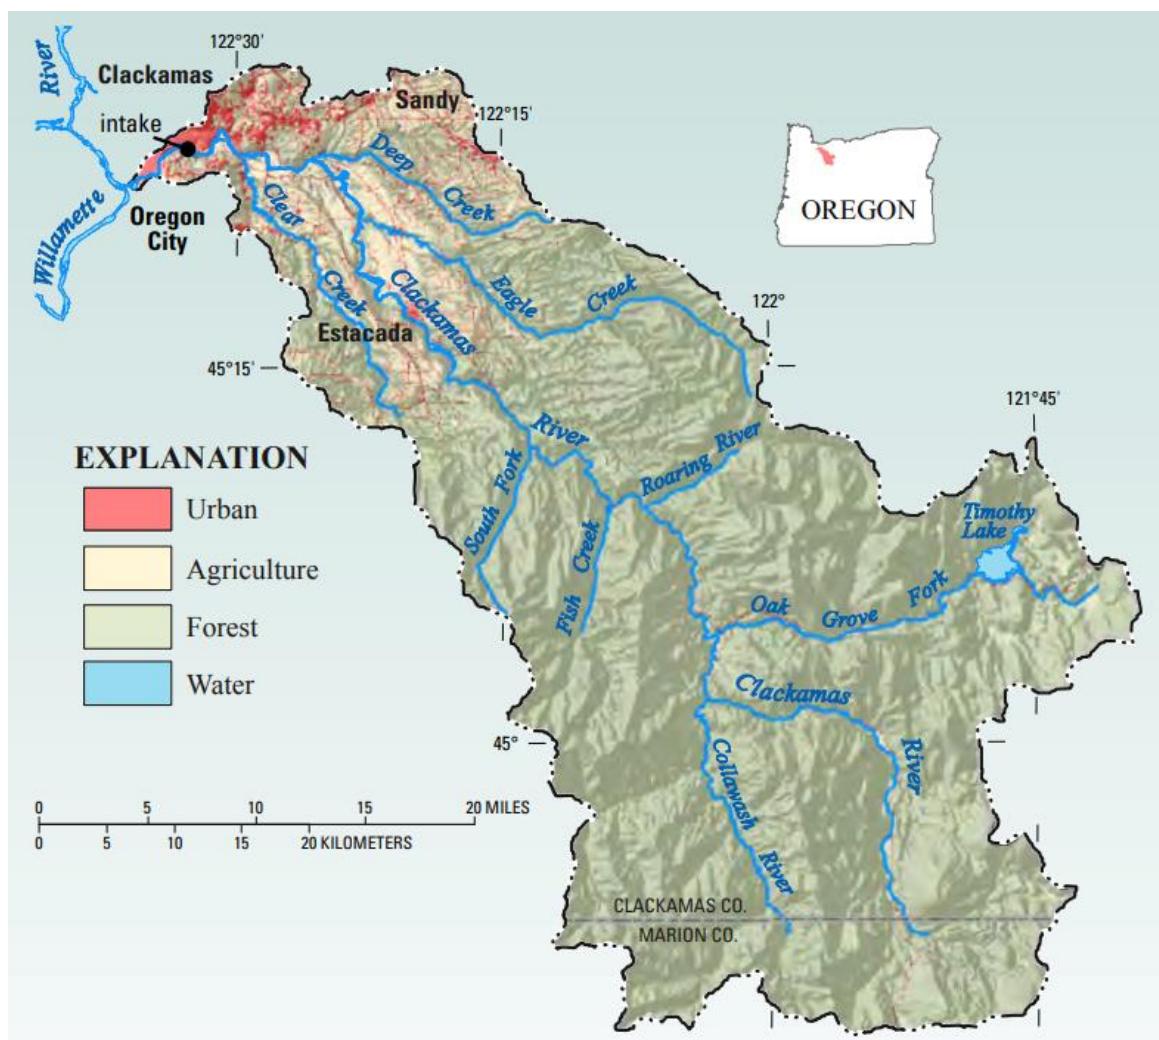 122°30'
River
Clackamas
Sandy
122°15'
intake
Deep
Creek
OREGON
Willamette
Oregon
City
Clear
Creek
Clackamas
River
Eagle
Creek
122°
Estacada
45°15'
121°45'
EXPLANATION
Urban
Agriculture
Forest
Water
South Fork
Fish Creek
Roaring River
Timothy
Lake
Oak Grove Fork
Clackamas
River
45°
Collawash
River
0 5 10 15 20 MILES
0 5 10 15 20 KILOMETERS
CLACKAMAS CO.
MARION CO.